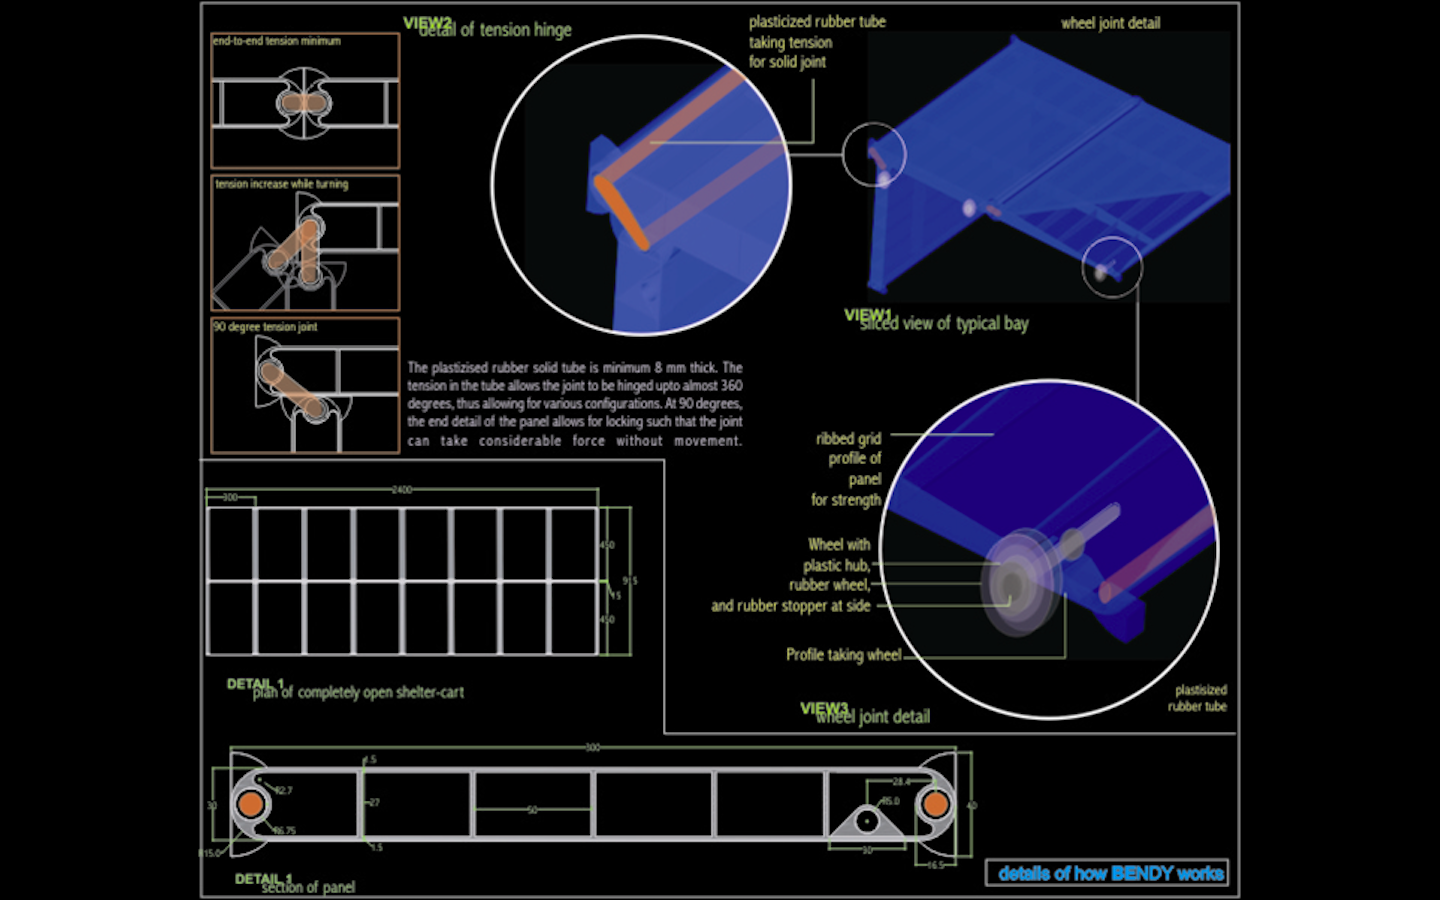 VIEW2
detail of tension hinge
plasticized rubber tube
taking tension
for solid joint
wheel joint detail
end-to-end tension minimum
tension increase while turning
90 degree tension joint
VIEW1
sliced view of typical bay
The plastizised rubber solid tube is minimum 8 mm thick. The
tension in the tube allows the joint to be hinged upto almost 360
degrees, thus allowing for various configurations. At 90 degrees,
the end detail of the panel allows for locking such that the joint
can take considerable force without movement.
ribbed grid
profile of
panel
for strength
Wheel with
plastic hub,
rubber wheel,
and rubber stopper at side
Profile taking wheel
plastisized
rubber tube
VIEW3
wheel joint detail
2400
300
450
915
15
450
DETAIL 1
plan of completely open shelter-cart
300
1.5
R2.7
27
50
28.4
R5.0
30
40
R6.75
R15.0
1.5
30
16.5
DETAIL 1
section of panel
details of how BENDY works